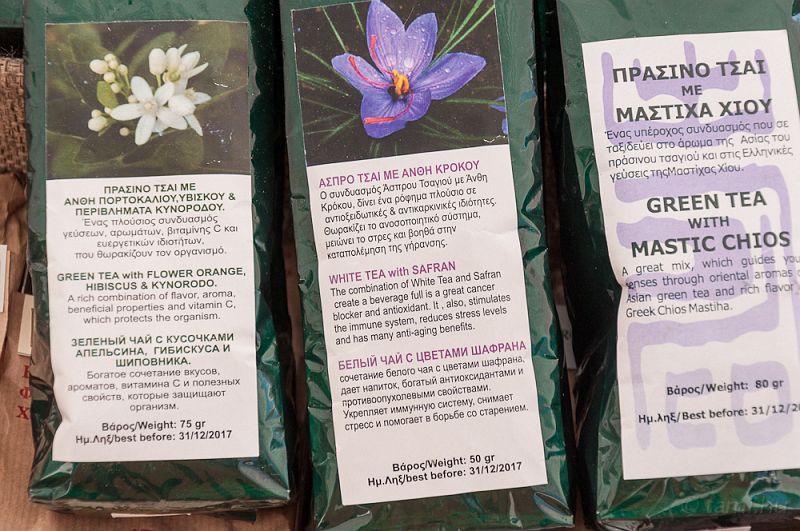 ΠΡΑΣΙΝΟ ΤΣΑΙ ΜΕ
ΑΝΘΗ ΠΟΡΤΟΚΑΛΙΟΥ,ΥΒΙΣΚΟΥ &
ΠΕΡΙΒΛΗΜΑΤΑ ΚΥΝΟΡΟΔΟΥ.
Ένας πλούσιος συνδυασμός
γεύσεων, αρωμάτων, βιταμίνης C και
ευεργετικών ιδιοτήτων,
που θωρακίζουν τον οργανισμό.
GREEN TEA with FLOWER ORANGE,
HIBISCUS & KYNORODO.
A rich combination of flavor, aroma,
beneficial properties and vitamin C,
which protects the organism.
ЗЕЛЕНЫЙ ЧАЙ С КУСОЧКАМИ
АПЕЛЬСИНА, ГИБИСКУСА И
ШИПОВНИКА.
Богатое сочетание вкусов,
ароматов, витамина С и полезных
свойств, которые защищают
организм.
Βάρος/Weight: 75 gr
Ημ.Ληξ/best before: 31/12/2017
ΑΣΠΡΟ ΤΣΑΙ ΜΕ ΑΝΘΗ ΚΡΟΚΟΥ
Ο συνδυασμός Άσπρου Τσαγιού με Άνθη
Κρόκου, δίνει ένα ρόφημα πλούσιο σε
αντιοξειδωτικές & αντικαρκινικές ιδιότητες.
Θωρακίζει το ανοσοποιητικό σύστημα,
μειώνει το στρες και βοηθά στην
καταπολέμηση της γήρανσης.
WHITE TEA with SAFRAN
The combination of White Tea and Safran
create a beverage full is a great cancer
blocker and antioxidant. It , also, stimulates
the immune system, reduces stress levels
and has many anti-aging benefits.
БЕЛЫЙ ЧАЙ С ЦВЕТАМИ ШАФРАНА
сочетание белого чая с цветами шафрана,
дает напиток, богатый антиоксидантами и
противоопухолевыми свойствами.
Укрепляет иммунную систему, снимает
стресс и помогает в борьбе со старением.
Βάρος/Weight: 50 gr
Ημ.Ληξ/best before: 31/12/2017
ΠΡΑΣΙΝΟ ΤΣΑΙ
ΜΕ
ΜΑΣΤΙΧΑ ΧΙΟΥ
Ένας υπέροχος συνδυασμός που σε
ταξιδεύει στο άρωμα της Ασίας του
πράσινου τσαγιού και στις Ελληνικές
γεύσεις τηςΜαστίχας Χίου.
GREEN TEA
WITH
MASTIC CHIOS
A great mix, which guides you
senses through oriental aromas o
Asian green tea and rich flavor
Greek Chios Mastiha.
Βάρος/Weight: 80 gr
Ημ.Ληξ/Best before: 31/12/20